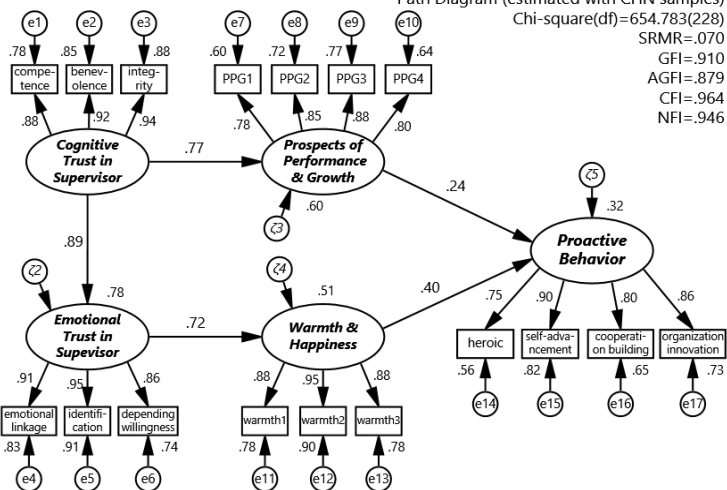 Path Diagram (estimated with CHN samples)
Chi-square(df)=654.783(228)
SRMR=.070
GFI=.910
AGFI=.879
CFI=.964
NFI=.946
e1 e2 e3 e7 e8 e9 e10
.78 .85 .88 .60 .72 .77 .64
compe-
tence
benev-
olence
integ-
rity
PPG1 PPG2 PPG3 PPG4
.88 .92 .94 .78 .85 .88 .80
Cognitive
Trust in
Supervisor
.77
Prospects of
Performance
& Growth
.60
ζ3
.24
ζ5
.32
Proactive
Behavior
.89
ζ2
.78
ζ4
.51
.40
Emotional
Trust in
Supevisor
.72
Warmth &
Happiness
.75 .90 .80 .86
heroic
self-adva-
ncement
cooperati-
on building
organization
innovation
.56 .82 .65 .73
e14 e15 e16 e17
.91 .95 .86 .88 .95 .88
emotional
linkage
identifi-
cation
depending
willingness
warmth1 warmth2 warmth3
.83 .91 .74 .78 .90 .78
e4 e5 e6 e11 e12 e13